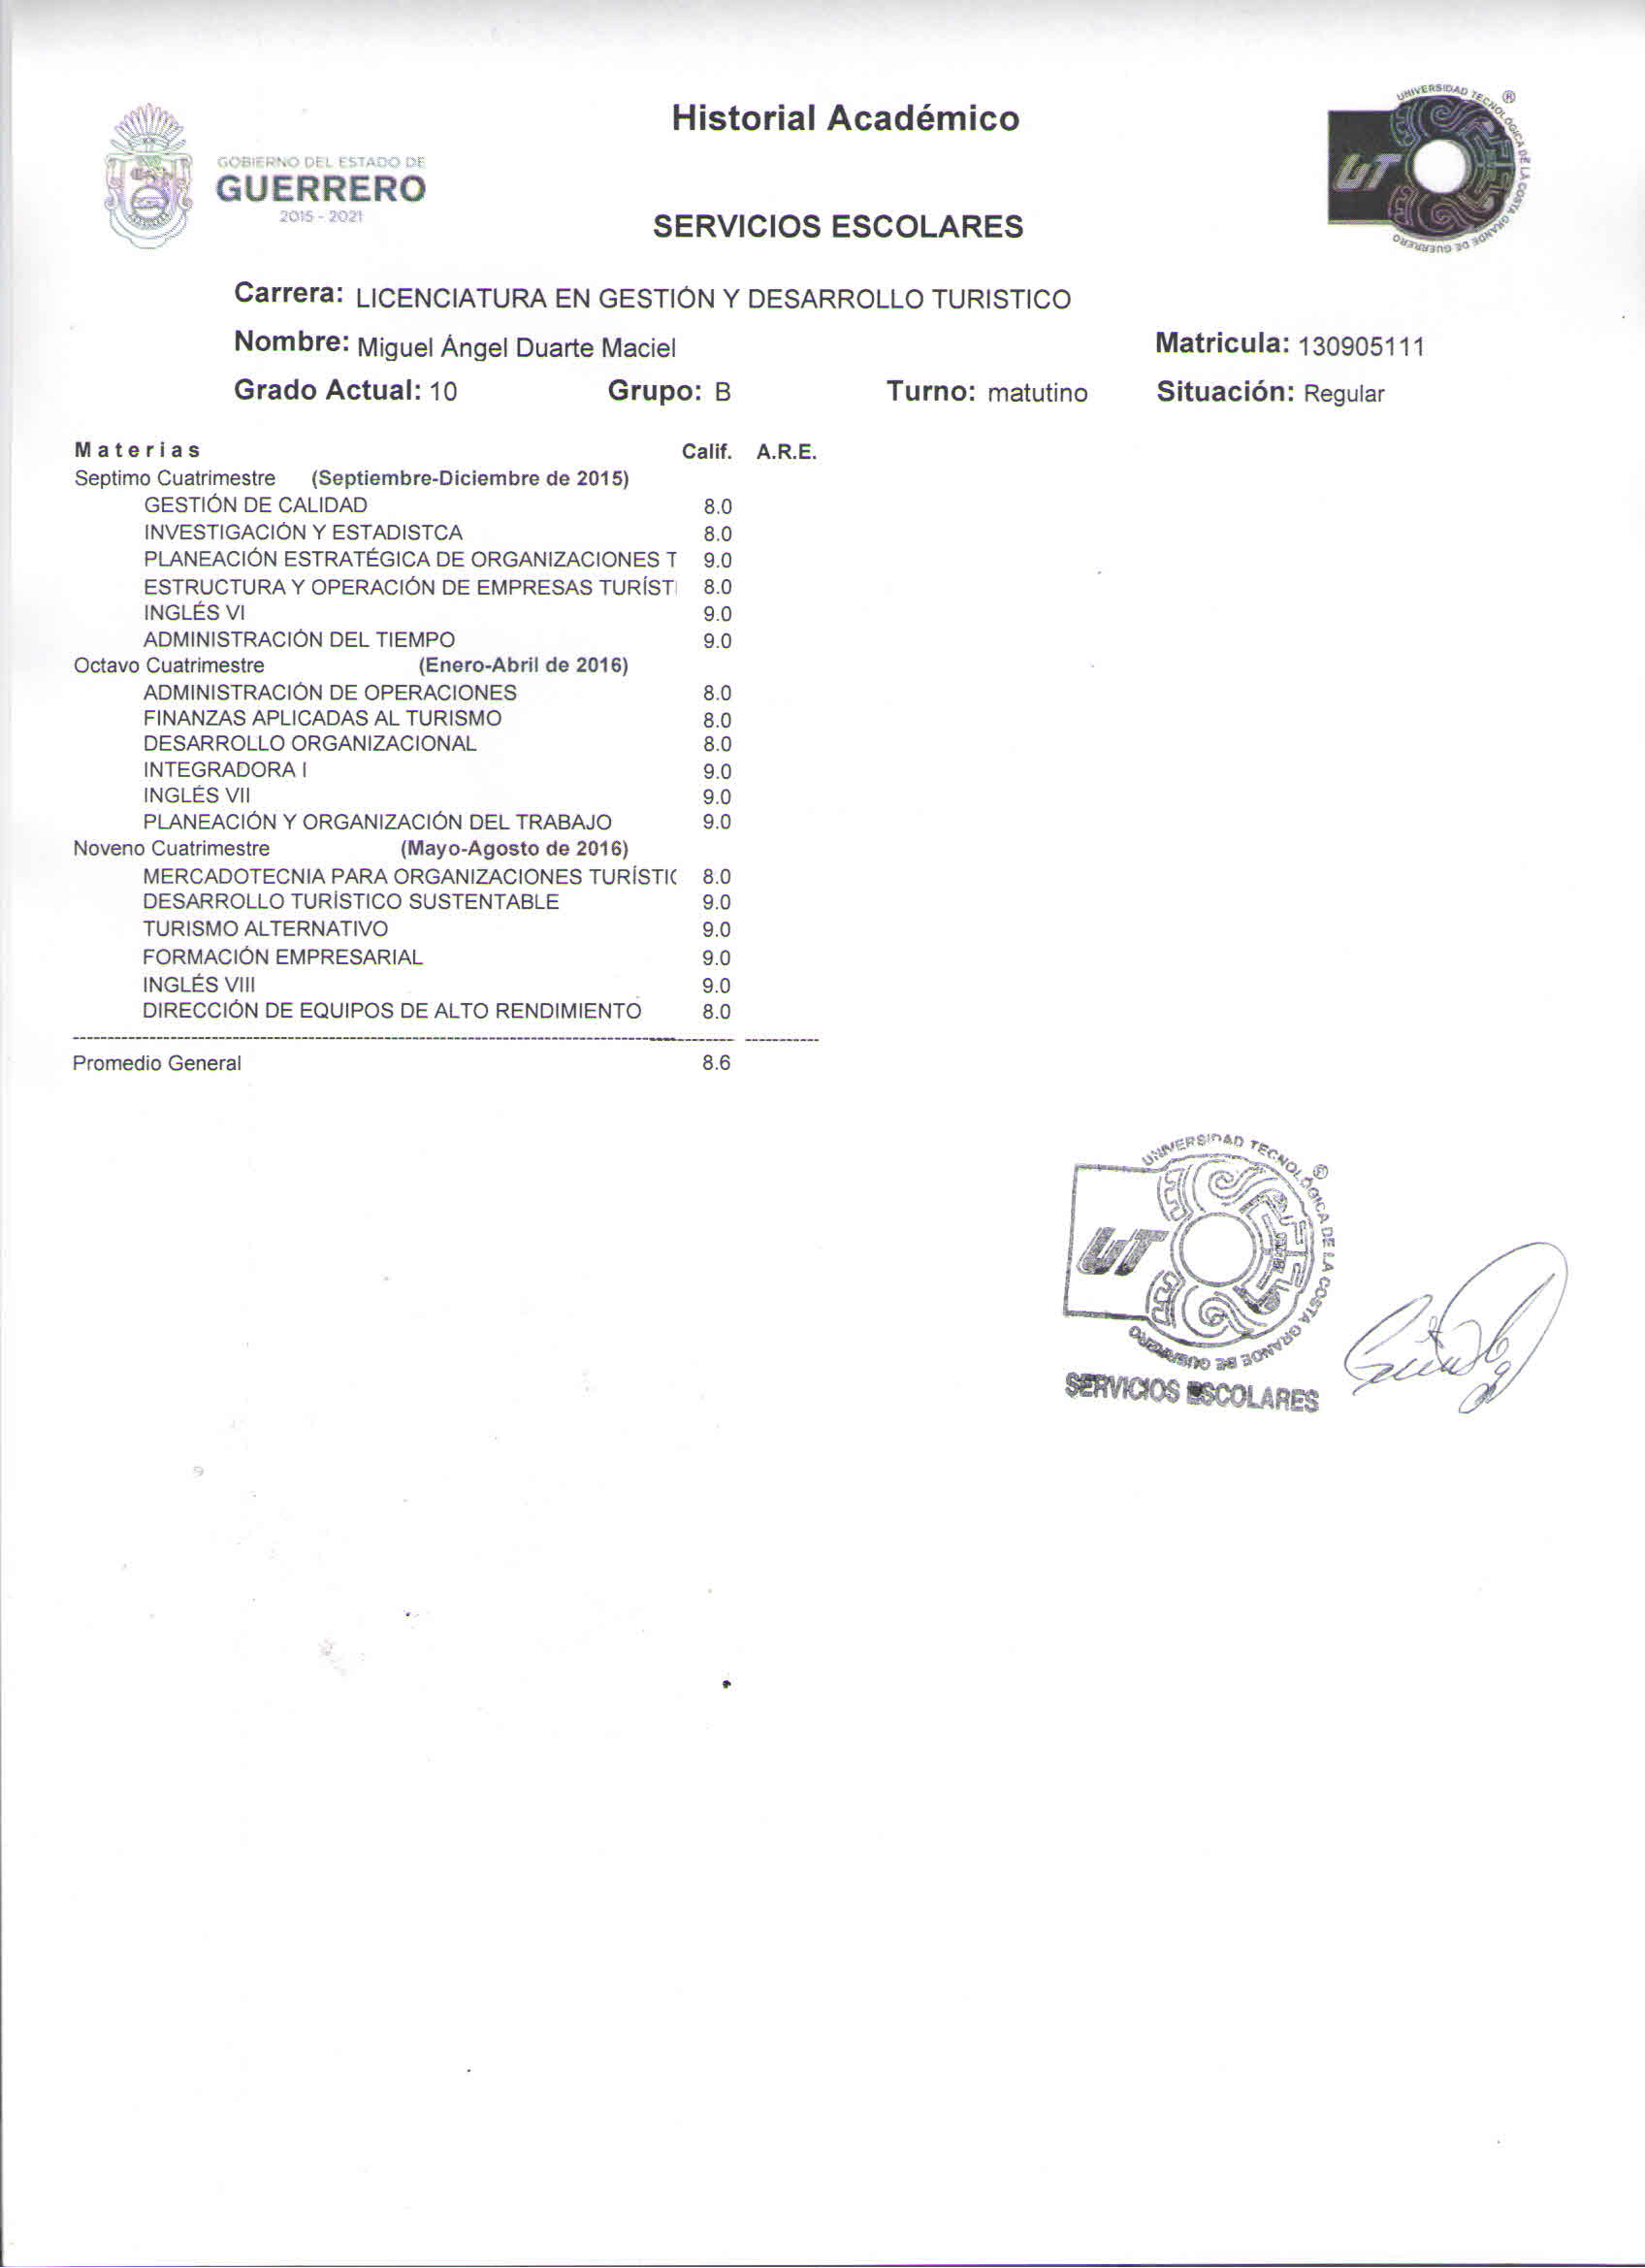 Historial Académico
GOBIERNO DEL ESTADO DE
GUERRERO
2015 - 2021
UNIVERSIDAD TECNOLÓGICA DE LA COSTA GRANDE DE GUERRERO ®
UT
SERVICIOS ESCOLARES
Carrera: LICENCIATURA EN GESTIÓN Y DESARROLLO TURISTICO
Nombre: Miguel Ángel Duarte Maciel Matricula: 130905111
Grado Actual: 10 Grupo: B Turno: matutino Situación: Regular
Materias Calif. A.R.E.
Septimo Cuatrimestre (Septiembre-Diciembre de 2015)
GESTIÓN DE CALIDAD 8.0
INVESTIGACIÓN Y ESTADISTCA 8.0
PLANEACIÓN ESTRATÉGICA DE ORGANIZACIONES T 9.0
ESTRUCTURA Y OPERACIÓN DE EMPRESAS TURÍSTI 8.0
INGLÉS VI 9.0
ADMINISTRACIÓN DEL TIEMPO 9.0
Octavo Cuatrimestre (Enero-Abril de 2016)
ADMINISTRACIÓN DE OPERACIONES 8.0
FINANZAS APLICADAS AL TURISMO 8.0
DESARROLLO ORGANIZACIONAL 8.0
INTEGRADORA I 9.0
INGLÉS VII 9.0
PLANEACIÓN Y ORGANIZACIÓN DEL TRABAJO 9.0
Noveno Cuatrimestre (Mayo-Agosto de 2016)
MERCADOTECNIA PARA ORGANIZACIONES TURÍSTIC 8.0
DESARROLLO TURÍSTICO SUSTENTABLE 9.0
TURISMO ALTERNATIVO 9.0
FORMACIÓN EMPRESARIAL 9.0
INGLÉS VIII 9.0
DIRECCIÓN DE EQUIPOS DE ALTO RENDIMIENTO 8.0
Promedio General 8.6
UNIVERSIDAD TECNOLÓGICA DE LA COSTA GRANDE DE GUERRERO ®
UT
SERVICIOS ESCOLARES